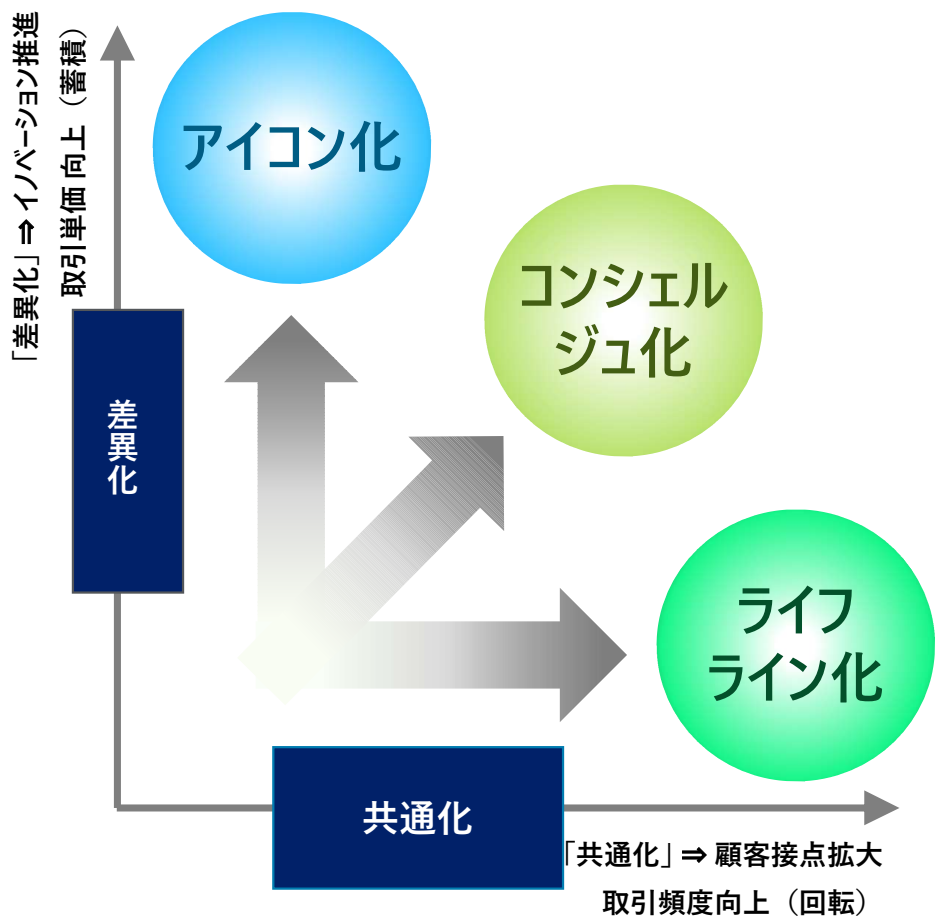 「差異化」⇒イノベーション推進
取引単価 向上（蓄積）
アイコン化
コンシェル
ジュ化
差異化
ライフ
ライン化
共通化
「共通化」⇒ 顧客接点拡大
取引頻度向上（回転）